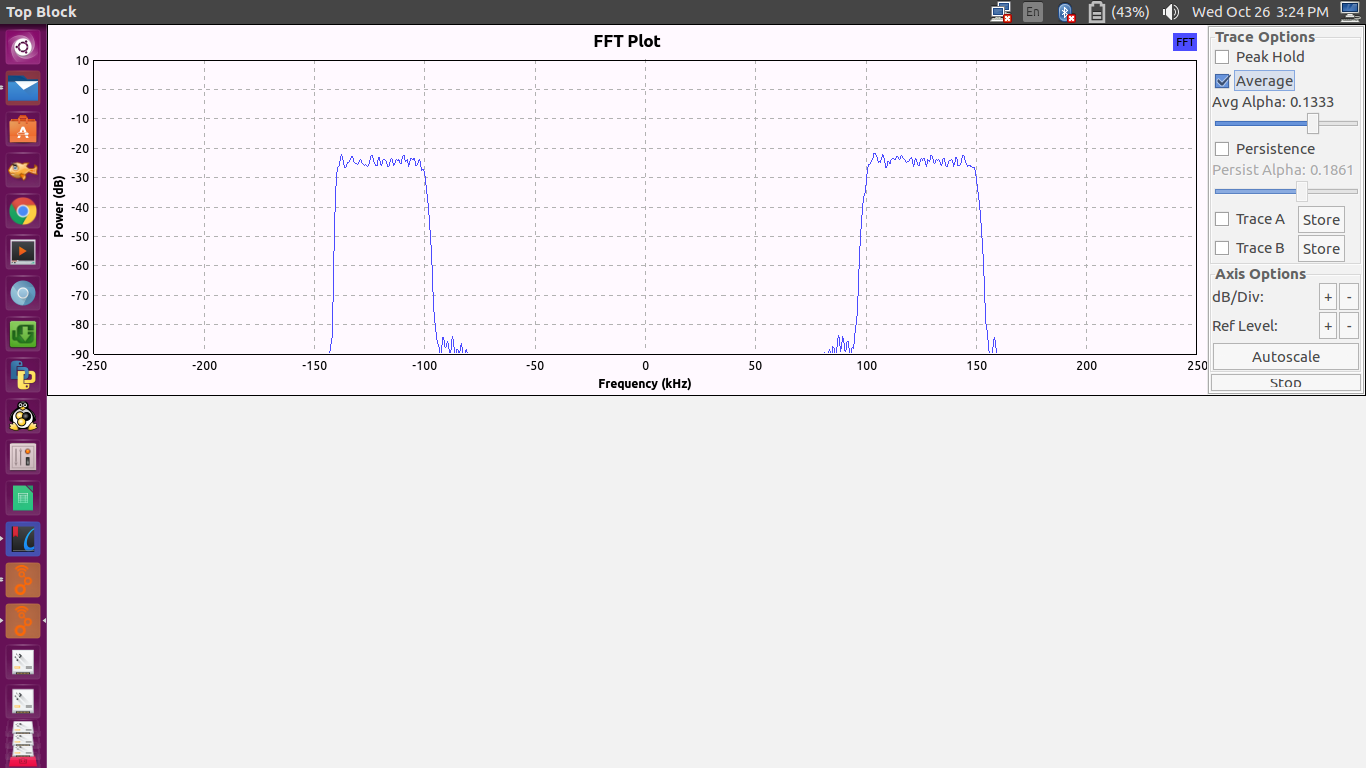 Top Block
En
(43%)
Wed Oct 26 3:24 PM
FFT Plot
FFT
10
0
-10
-20
-30
-40
-50
-60
-70
-80
-90
Power (dB)
-250
-200
-150
-100
-50
0
50
100
150
200
250
Frequency (kHz)
Trace Options
Peak Hold
Average
Avg Alpha: 0.1333
Persistence
Persist Alpha: 0.1861
Trace A
Store
Trace B
Store
Axis Options
dB/Div:
+
-
Ref Level:
+
-
Autoscale
Stop